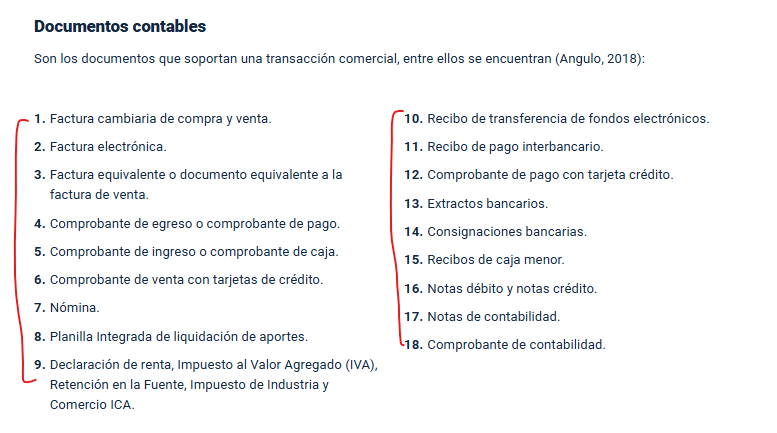 Documentos contables
Son los documentos que soportan una transacción comercial, entre ellos se encuentran (Angulo, 2018):
1. Factura cambiaria de compra y venta.
2. Factura electrónica.
3. Factura equivalente o documento equivalente a la
factura de venta.
4. Comprobante de egreso o comprobante de pago.
5. Comprobante de ingreso o comprobante de caja.
6. Comprobante de venta con tarjetas de crédito.
7. Nómina.
8. Planilla Integrada de liquidación de aportes.
9. Declaración de renta, Impuesto al Valor Agregado (IVA),
Retención en la Fuente, Impuesto de Industria y
Comercio ICA.
10. Recibo de transferencia de fondos electrónicos.
11. Recibo de pago interbancario.
12. Comprobante de pago con tarjeta crédito.
13. Extractos bancarios.
14. Consignaciones bancarias.
15. Recibos de caja menor.
16. Notas débito y notas crédito.
17. Notas de contabilidad.
18. Comprobante de contabilidad.